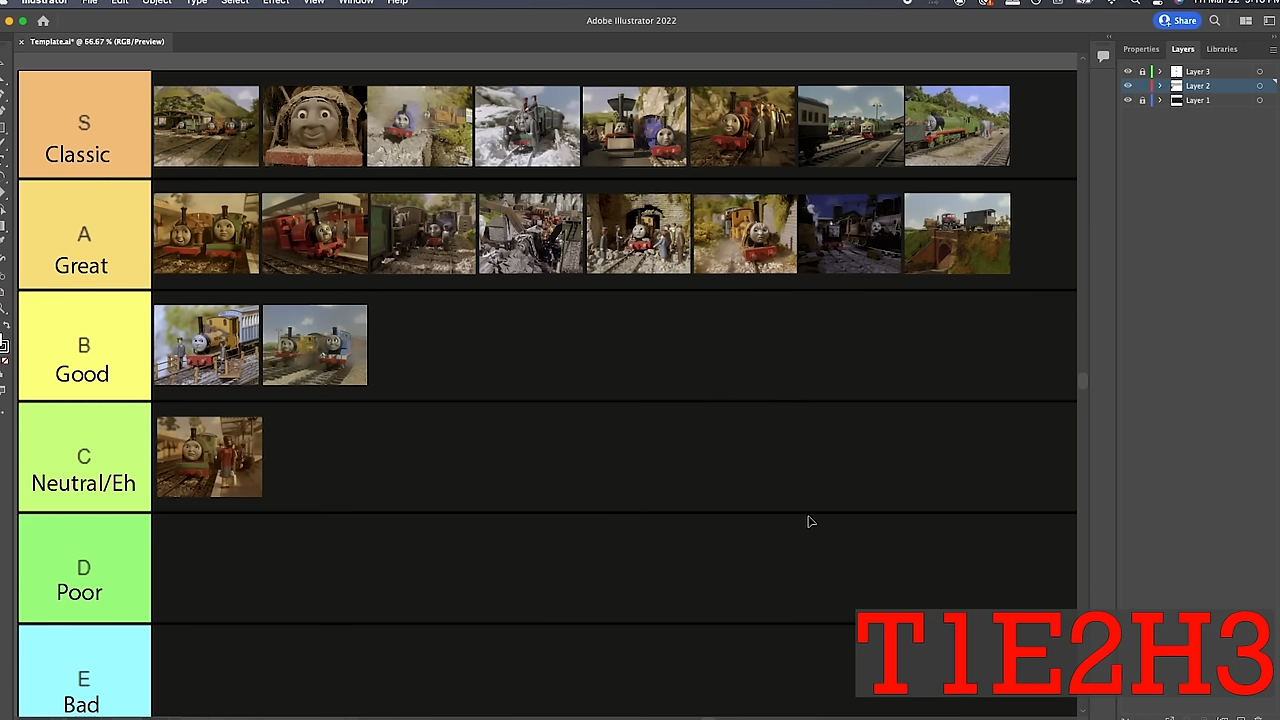 Illustrator File Edit Object Type Select Effect View Window Help
Adobe Illustrator 2022
Share
× Template.ai* @ 66.67 % (RGB/Preview)
Properties Layers Libraries
Layer 3
Layer 2
Layer 1
S
Classic
A
Great
B
Good
C
Neutral/Eh
D
Poor
E
Bad
T1E2H3